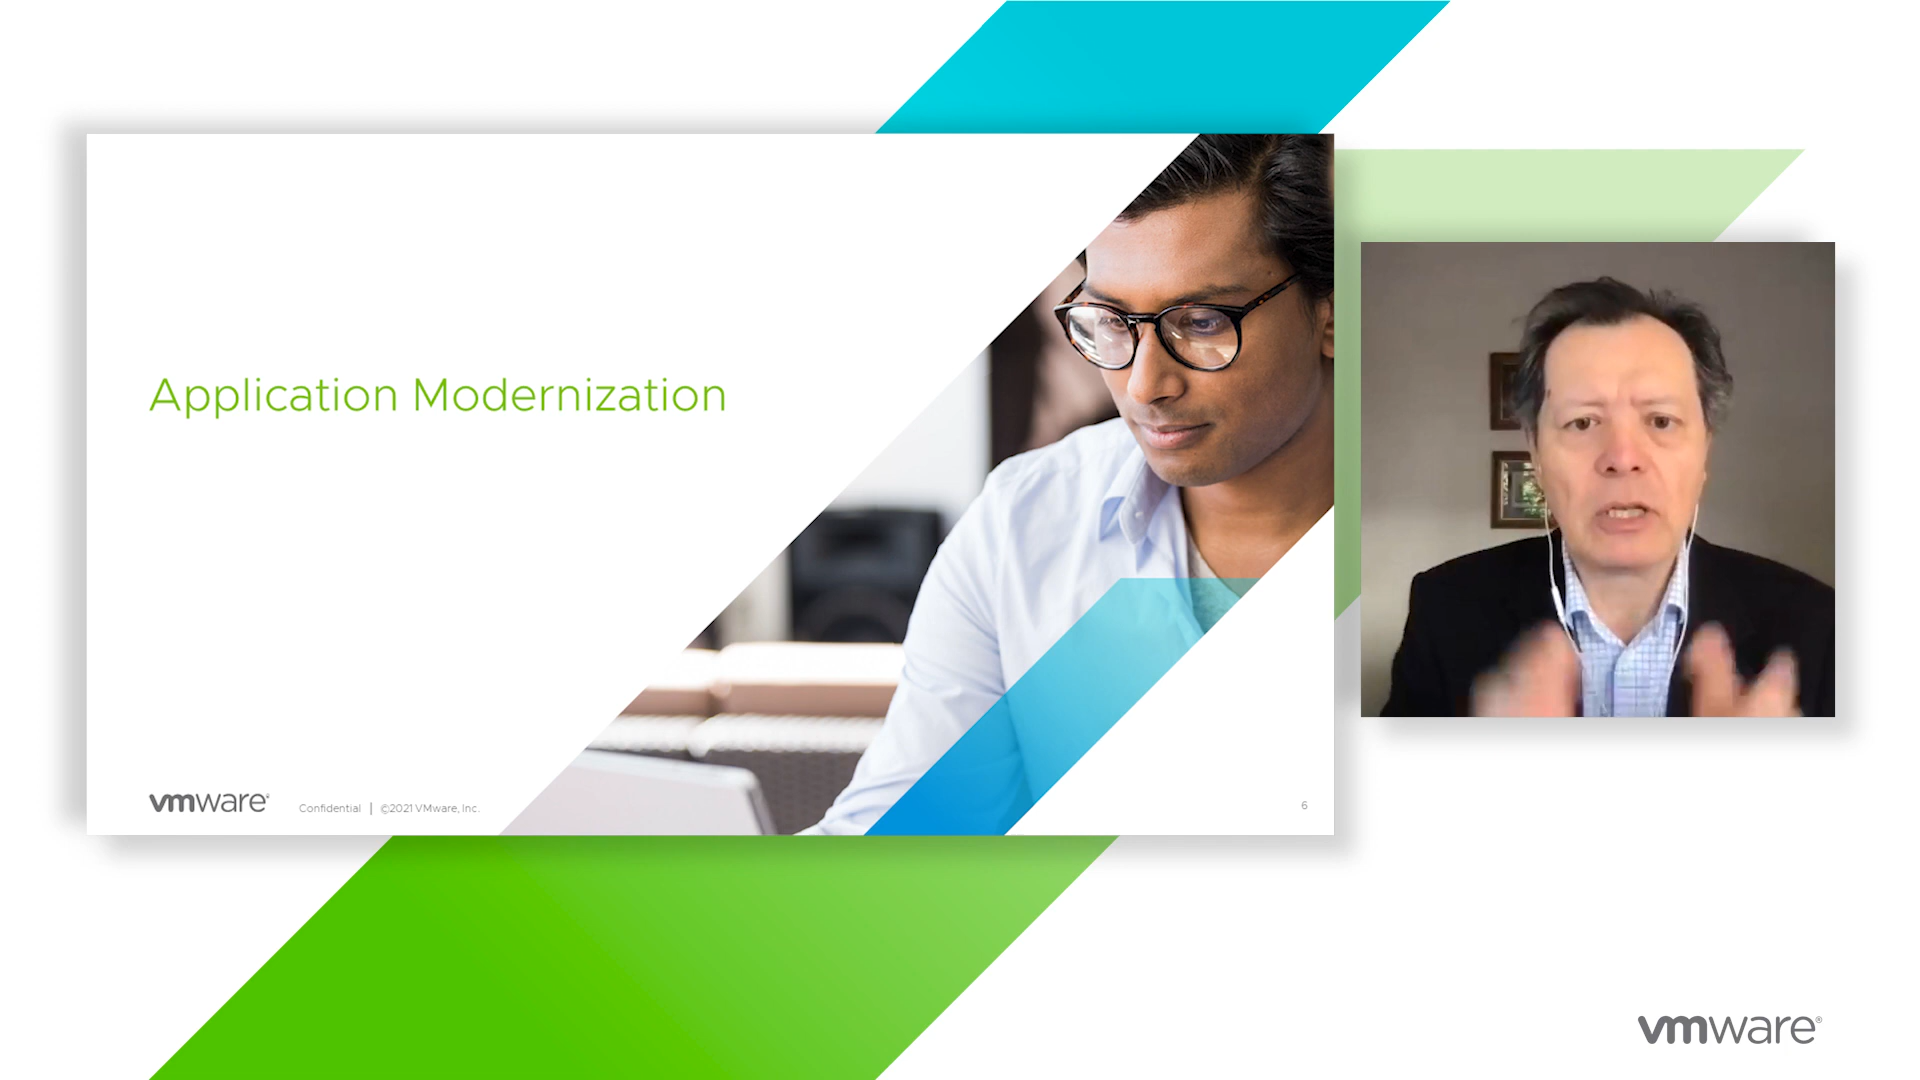 Application Modernization
vmware®
Confidential | ©2021 VMware, Inc.
6
vmware®